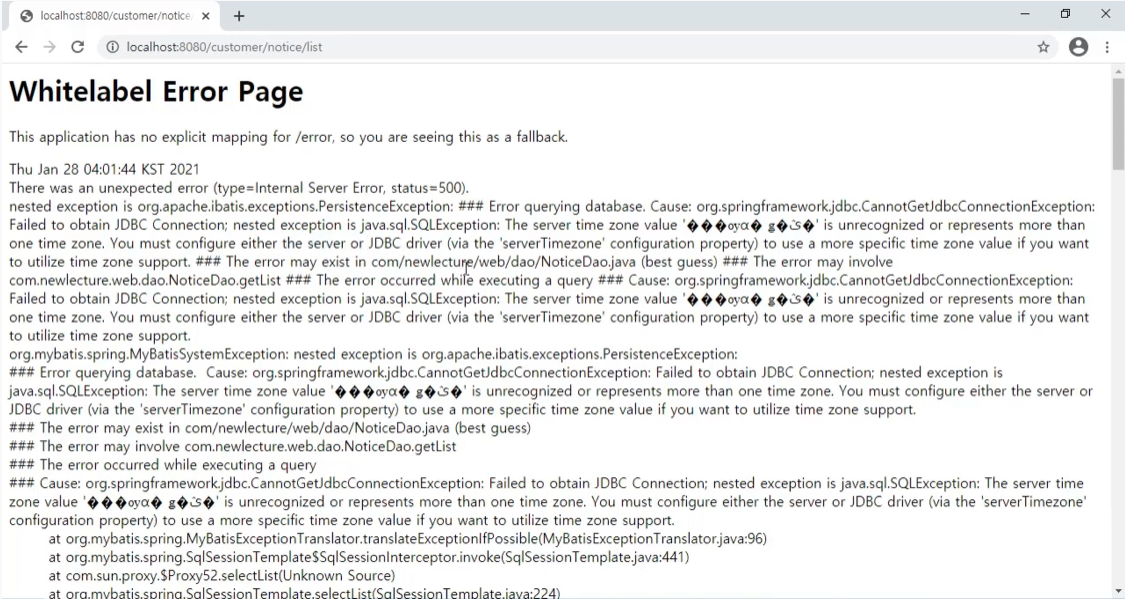 localhost:8080/customer/notice/
localhost:8080/customer/notice/list
Whitelabel Error Page
This application has no explicit mapping for /error, so you are seeing this as a fallback.
Thu Jan 28 04:01:44 KST 2021
There was an unexpected error (type=Internal Server Error, status=500).
nested exception is org.apache.ibatis.exceptions.PersistenceException: ### Error querying database. Cause: org.springframework.jdbc.CannotGetJdbcConnectionException:
Failed to obtain JDBC Connection; nested exception is java.sql.SQLException: The server time zone value '���ѹα� ǥ�ؽ�' is unrecognized or represents more than
one time zone. You must configure either the server or JDBC driver (via the 'serverTimezone' configuration property) to use a more specific time zone value if you want
to utilize time zone support. ### The error may exist in com/newlecture/web/dao/NoticeDao.java (best guess) ### The error may involve
com.newlecture.web.dao.NoticeDao.getList ### The error occurred while executing a query ### Cause: org.springframework.jdbc.CannotGetJdbcConnectionException:
Failed to obtain JDBC Connection; nested exception is java.sql.SQLException: The server time zone value '���ѹα� ǥ�ؽ�' is unrecognized or represents more than
one time zone. You must configure either the server or JDBC driver (via the 'serverTimezone' configuration property) to use a more specific time zone value if you want
to utilize time zone support.
org.mybatis.spring.MyBatisSystemException: nested exception is org.apache.ibatis.exceptions.PersistenceException:
### Error querying database.  Cause: org.springframework.jdbc.CannotGetJdbcConnectionException: Failed to obtain JDBC Connection; nested exception is
java.sql.SQLException: The server time zone value '���ѹα� ǥ�ؽ�' is unrecognized or represents more than one time zone. You must configure either the server or
JDBC driver (via the 'serverTimezone' configuration property) to use a more specific time zone value if you want to utilize time zone support.
### The error may exist in com/newlecture/web/dao/NoticeDao.java (best guess)
### The error may involve com.newlecture.web.dao.NoticeDao.getList
### The error occurred while executing a query
### Cause: org.springframework.jdbc.CannotGetJdbcConnectionException: Failed to obtain JDBC Connection; nested exception is java.sql.SQLException: The server time
zone value '���ѹα� ǥ�ؽ�' is unrecognized or represents more than one time zone. You must configure either the server or JDBC driver (via the 'serverTimezone'
configuration property) to use a more specific time zone value if you want to utilize time zone support.
at org.mybatis.spring.MyBatisExceptionTranslator.translateExceptionIfPossible(MyBatisExceptionTranslator.java:96)
at org.mybatis.spring.SqlSessionTemplate$SqlSessionInterceptor.invoke(SqlSessionTemplate.java:441)
at com.sun.proxy.$Proxy52.selectList(Unknown Source)
at org.mybatis.spring.SqlSessionTemplate.selectList(SqlSessionTemplate.java:224)